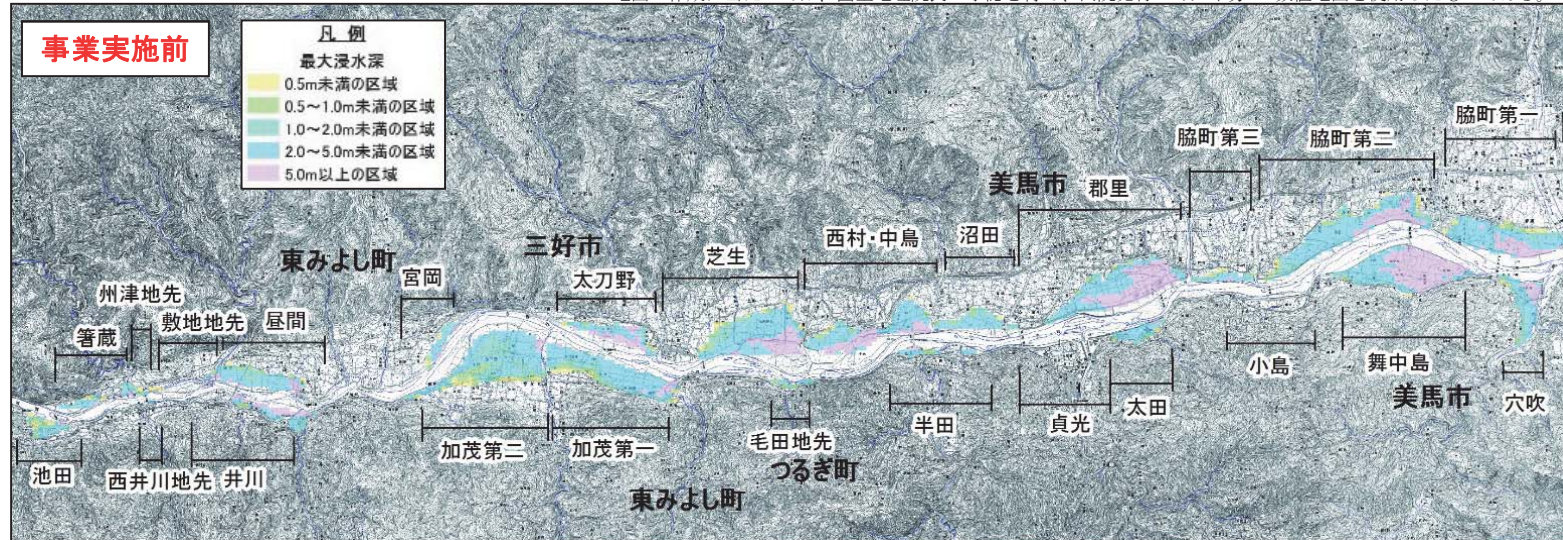 事業実施前
凡 例
最大浸水深
0.5m未満の区域
0.5～1.0m未満の区域
1.0～2.0m未満の区域
2.0～5.0m未満の区域
5.0m以上の区域
脇町第一
脇町第三
脇町第二
美馬市
郡里
西村・中鳥
沼田
三好市
芝生
太刀野
東みよし町
宮岡
州津地先
敷地地先
昼間
箸蔵
池田
西井川地先
井川
加茂第二
加茂第一
毛田地先
半田
貞光
太田
小島
舞中島
穴吹
美馬市
つるぎ町
東みよし町